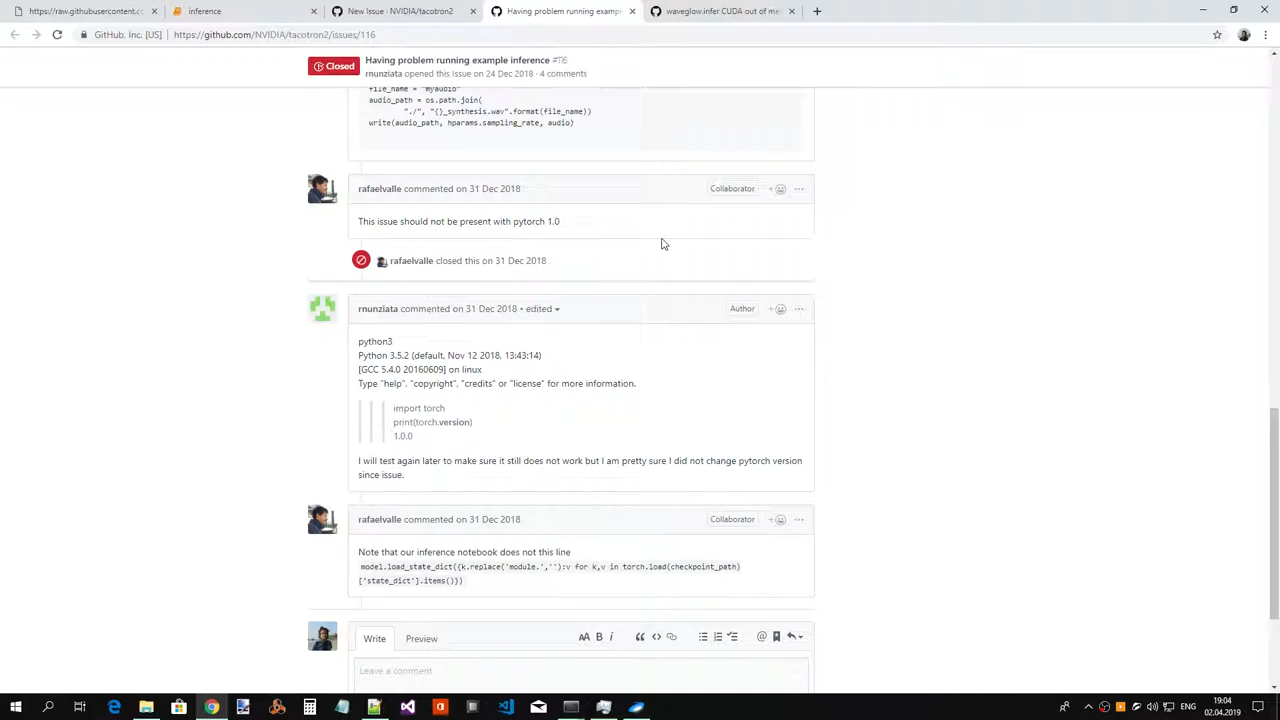 https://raw.githubusercontent.c
inference
New Issue · NVIDIA/tacotron2
Having problem running exampl
waveglow.infer CUDA out of me
GitHub, Inc. [US] | https://github.com/NVIDIA/tacotron2/issues/116
Closed
Having problem running example inference #116
rnunziata opened this issue on 24 Dec 2018 · 4 comments
file_name = "myaudio"
audio_path = os.path.join(
"./", "{}_synthesis.wav".format(file_name))
write(audio_path, hparams.sampling_rate, audio)
rafaelvalle commented on 31 Dec 2018
Collaborator
This issue should not be present with pytorch 1.0
rafaelvalle closed this on 31 Dec 2018
rnunziata commented on 31 Dec 2018 • edited
Author
python3
Python 3.5.2 (default, Nov 12 2018, 13:43:14)
[GCC 5.4.0 20160609] on linux
Type "help", "copyright", "credits" or "license" for more information.
import torch
print(torch.version)
1.0.0
I will test again later to make sure it still does not work but I am pretty sure I did not change pytorch version
since issue.
rafaelvalle commented on 31 Dec 2018
Collaborator
Note that our inference notebook does not this line
model.load_state_dict({k.replace('module.',''):v for k,v in torch.load(checkpoint_path)
['state_dict'].items()})
Write
Preview
AA B i
Leave a comment
ENG
19:04
02.04.2019